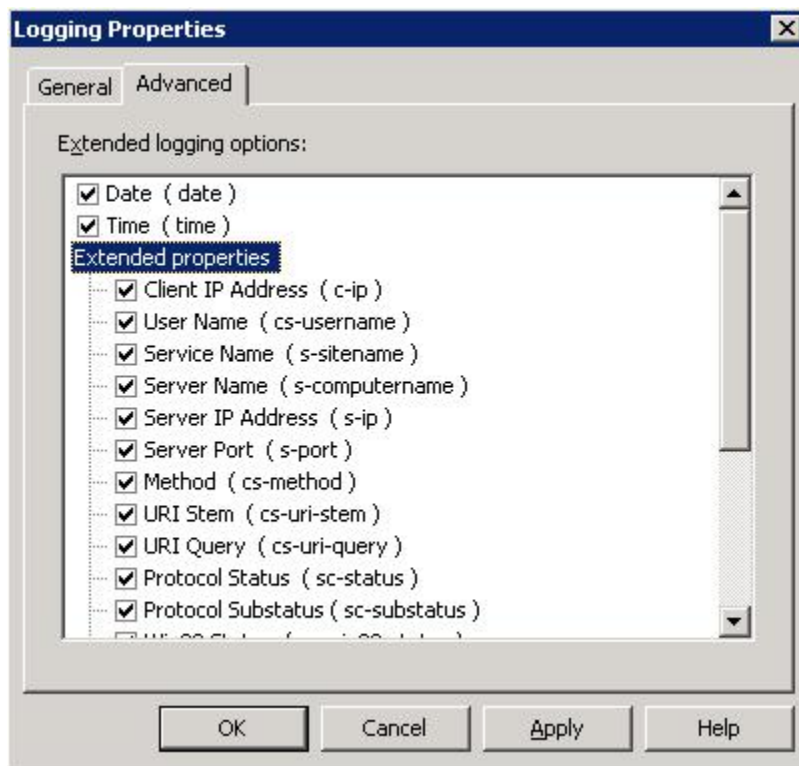 Logging Properties
General
Advanced
Extended logging options:
Date ( date )
Time ( time )
Extended properties
Client IP Address ( c-ip )
User Name ( cs-username )
Service Name ( s-sitename )
Server Name ( s-computername )
Server IP Address ( s-ip )
Server Port ( s-port )
Method ( cs-method )
URI Stem ( cs-uri-stem )
URI Query ( cs-uri-query )
Protocol Status ( sc-status )
Protocol Substatus ( sc-substatus )
OK
Cancel
Apply
Help